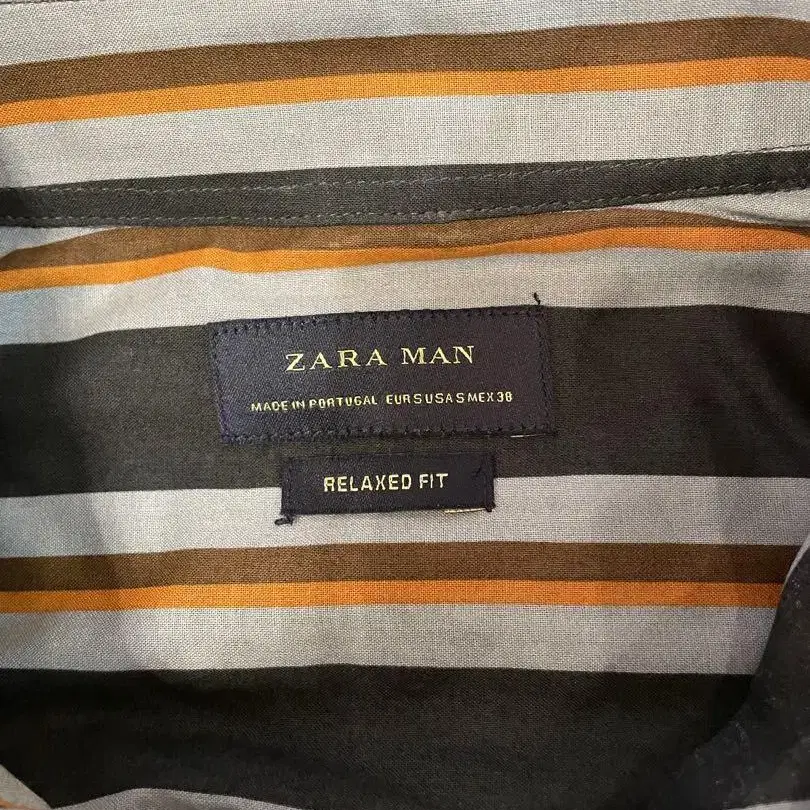 ZARA MAN
MADE IN PORTUGAL EUR S USA S MEX 38
RELAXED FIT